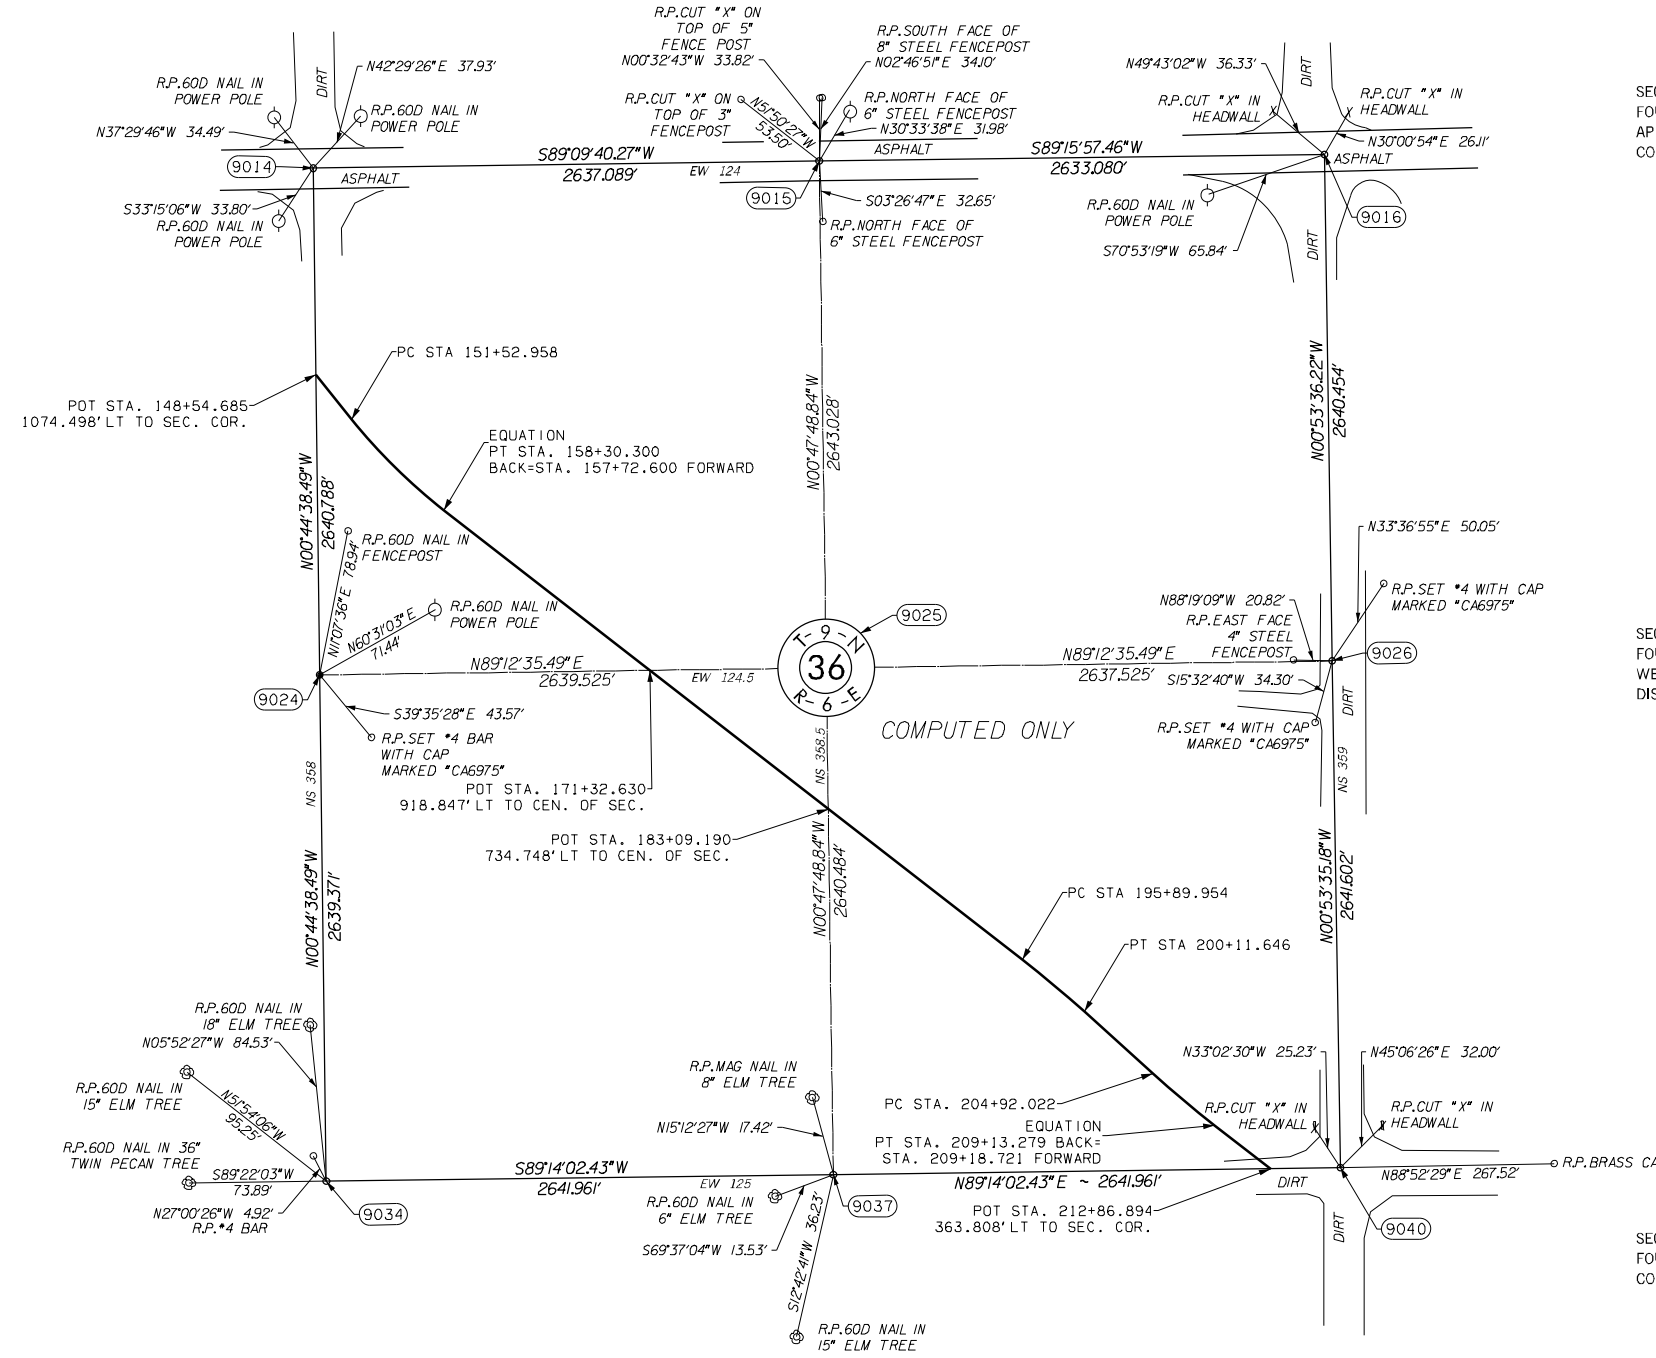 R.P.CUT "X" ON
TOP OF 5"
FENCE POST
N00°32'43"W 33.82'
R.P.SOUTH FACE OF
8" STEEL FENCEPOST
N02°46'51"E 34.10'
DIRT
N42°29'26"E 37.93'
R.P.60D NAIL IN
POWER POLE
R.P.60D NAIL IN
POWER POLE
N37°29'46"W 34.49'
R.P.CUT "X" ON
TOP OF 3"
FENCEPOST
N51°50'27"W
53.50'
R.P.NORTH FACE OF
6" STEEL FENCEPOST
N30°33'38"E 31.98'
ASPHALT
N49°43'02"W 36.33'
DIRT
R.P.CUT "X" IN
HEADWALL
R.P.CUT "X" IN
HEADWALL
N30°00'54"E 26.11'
ASPHALT
9014
S89°09'40.27"W
2637.089'
EW 124
S89°15'57.46"W
2633.080'
ASPHALT
S33°15'06"W 33.80'
R.P.60D NAIL IN
POWER POLE
9015
S03°26'47"E 32.65'
R.P.NORTH FACE OF
6" STEEL FENCEPOST
R.P.60D NAIL IN
POWER POLE
9016
S70°53'19"W 65.84'
DIRT
PC STA 151+52.958
POT STA. 148+54.685
1074.498' LT TO SEC. COR.
N00°44'38.49"W
2640.788'
EQUATION
PT STA. 158+30.300
BACK=STA. 157+72.600 FORWARD
N00°47'48.84"W
2643.028'
N00°53'36.22"W
2640.454'
R.P.60D NAIL IN
FENCEPOST
N11°07'36"E 78.94'
N60°31'03"E
71.44'
R.P.60D NAIL IN
POWER POLE
N33°36'55"E 50.05'
R.P.SET #4 WITH CAP
MARKED "CA6975"
N88°19'09"W 20.82'
R.P.EAST FACE
4" STEEL
FENCEPOST
9025
T-9-N
36
R-6-E
COMPUTED ONLY
9024
N89°12'35.49"E
2639.525'
EW 124.5
N89°12'35.49"E
2637.525'
9026
S15°32'40"W 34.30'
DIRT
R.P.SET #4 WITH CAP
MARKED "CA6975"
S39°35'28"E 43.57'
R.P.SET #4 BAR
WITH CAP
MARKED "CA6975"
NS 358
NS 358.5
NS 359
POT STA. 171+32.630
918.847' LT TO CEN. OF SEC.
POT STA. 183+09.190
734.748' LT TO CEN. OF SEC.
N00°44'38.49"W
2639.371'
N00°47'48.84"W
2640.484'
N00°53'35.18"W
2641.602'
PC STA 195+89.954
PT STA 200+11.646
R.P.60D NAIL IN
18" ELM TREE
N05°52'27"W 84.53'
R.P.60D NAIL IN
15" ELM TREE
N51°54'06"W
95.25'
R.P.60D NAIL IN 36"
TWIN PECAN TREE
S89°22'03"W
73.89'
N27°00'26"W 4.92'
R.P.#4 BAR
9034
R.P.MAG NAIL IN
8" ELM TREE
N15°12'27"W 17.42'
S89°14'02.43"W
2641.961'
EW 125
R.P.60D NAIL IN
6" ELM TREE
S69°37'04"W 13.53'
S12°42'41"W 36.23'
R.P.60D NAIL IN
15" ELM TREE
9037
PC STA. 204+92.022
EQUATION
PT STA. 209+13.279 BACK=
STA. 209+18.721 FORWARD
N89°14'02.43"E ~ 2641.961'
POT STA. 212+86.894
363.808' LT TO SEC. COR.
N33°02'30"W 25.23'
R.P.CUT "X" IN
HEADWALL
N45°06'26"E 32.00'
R.P.CUT "X" IN
HEADWALL
N88°52'29"E 267.52'
R.P.BRASS CA
DIRT
DIRT
9040
SEC
FOU
AP
CO
SEC
FOU
WE
DIS
SEC
FOU
CO